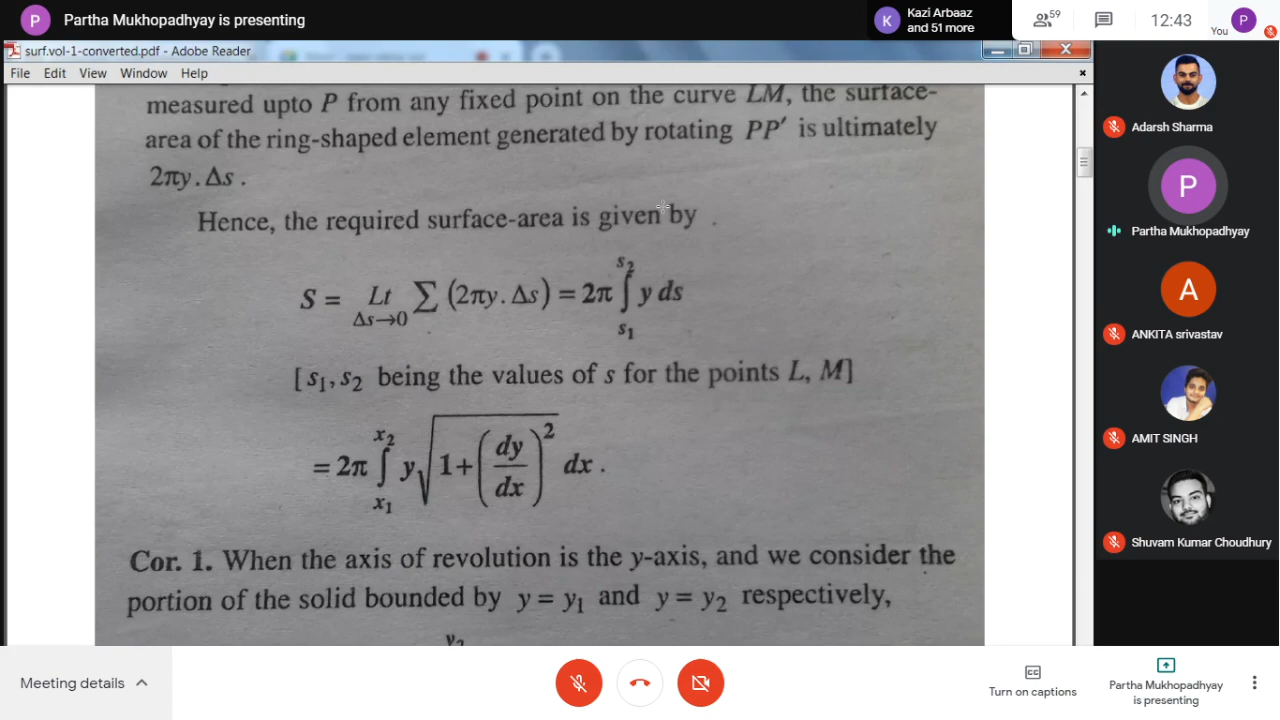 P Partha Mukhopadhyay is presenting
K Kazi Arbaaz
and 51 more
59
12:43
You
P
surf.vol-1-converted.pdf - Adobe Reader
File Edit View Window Help
measured upto P from any fixed point on the curve LM, the surface-
area of the ring-shaped element generated by rotating PP′ is ultimately
2πy.Δs.
Hence, the required surface-area is given by
S = Lt Δs→0 Σ (2πy.Δs) = 2π ∫ s₁ s₂ y ds
[s₁, s₂ being the values of s for the points L, M]
= 2π ∫ x₁ x₂ y √(1+(dy/dx)²) dx.
Cor. 1. When the axis of revolution is the y-axis, and we consider the
portion of the solid bounded by y = y₁ and y = y₂ respectively,
y₂
Adarsh Sharma
P
Partha Mukhopadhyay
A
ANKITA srivastav
AMIT SINGH
Shuvam Kumar Choudhury
Meeting details
Turn on captions
Partha Mukhopadhyay
is presenting